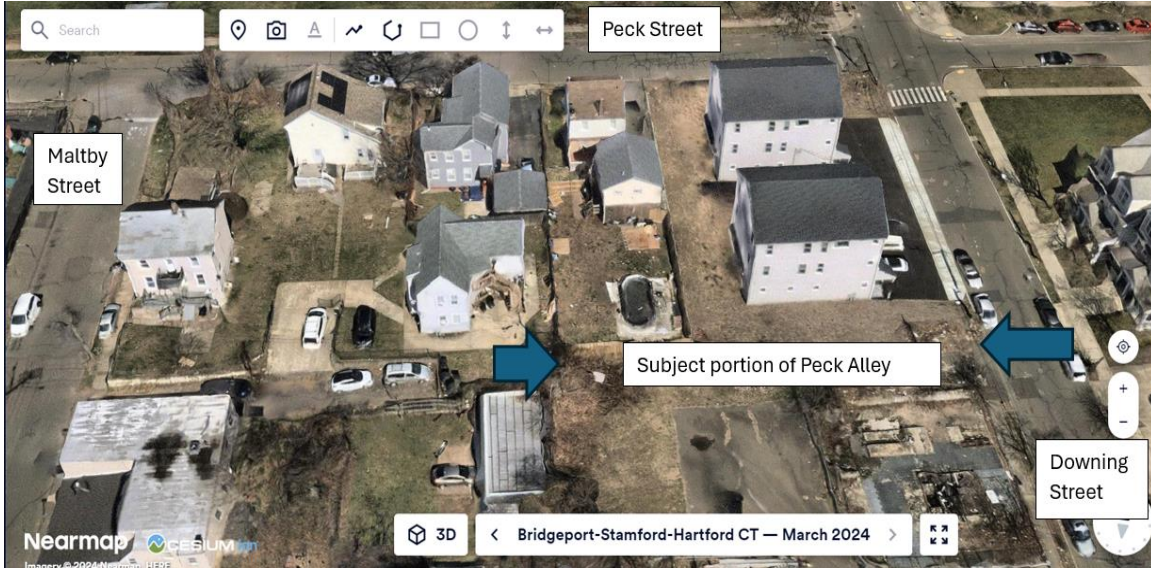 Search
A
Peck Street
Maltby
Street
Subject portion of Peck Alley
Downing
Street
3D
Bridgeport-Stamford-Hartford CT — March 2024
Nearmap
CESIUM ion
Imagery © 2024 Nearmap, HERE